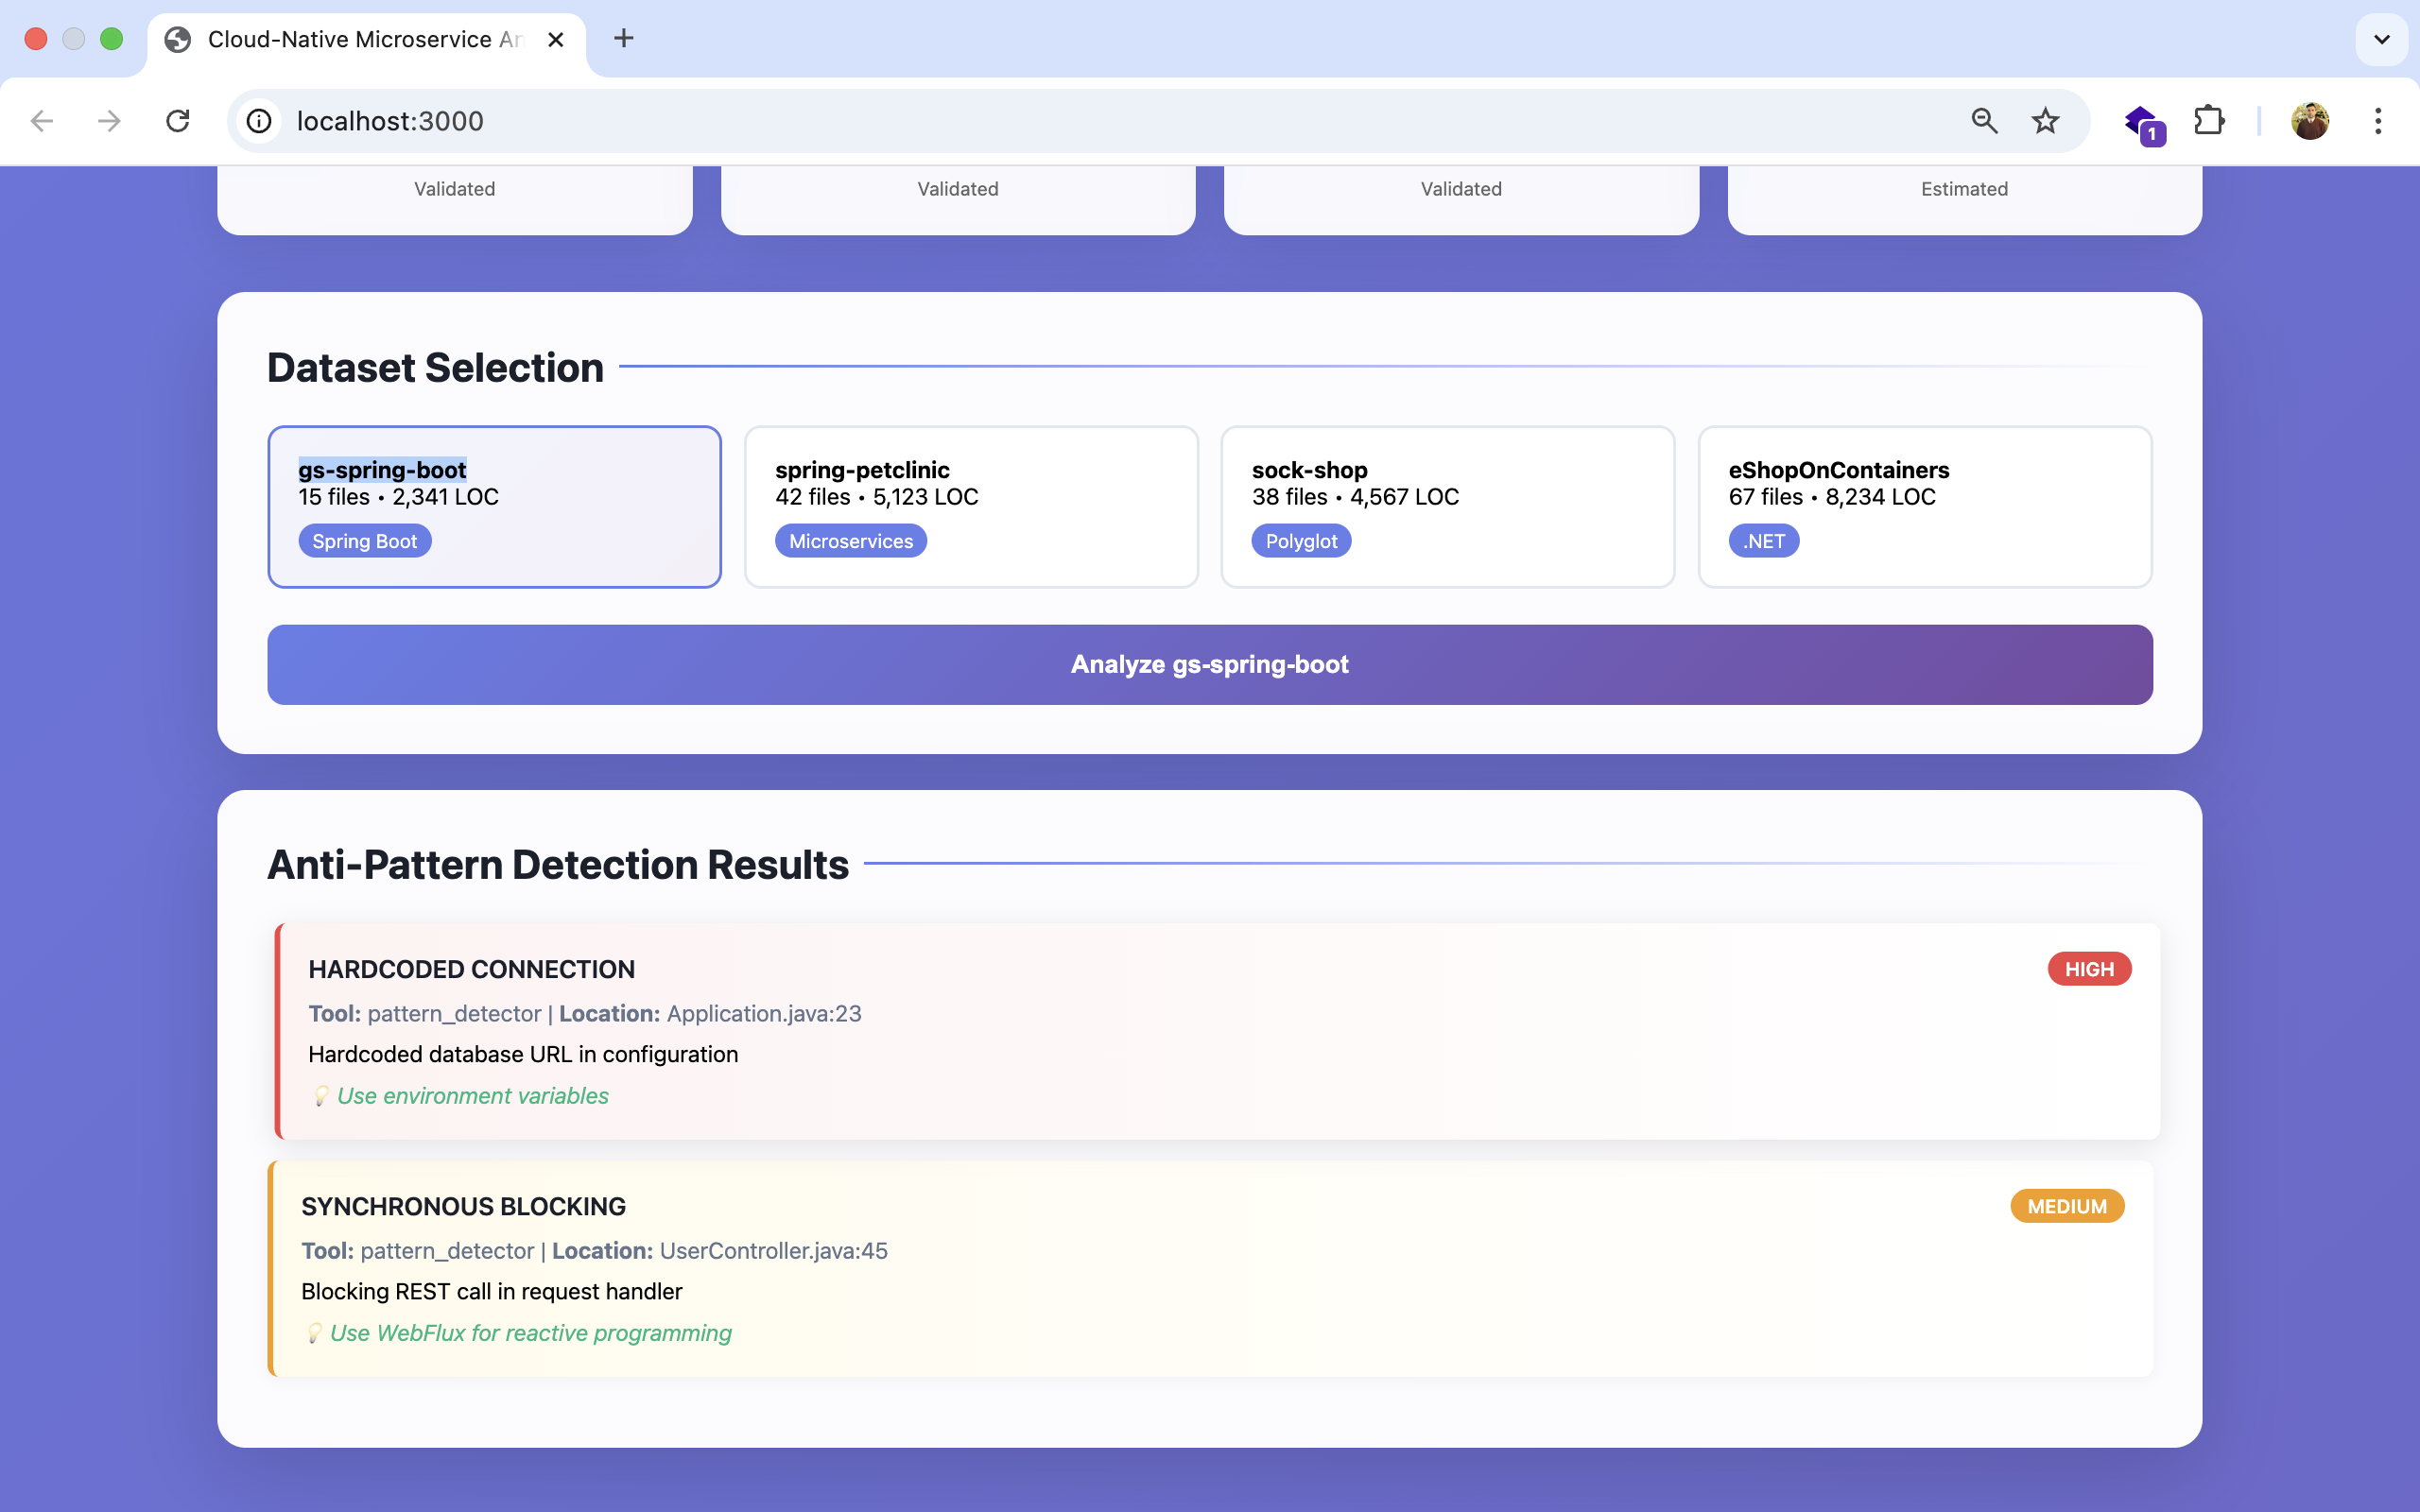 Cloud-Native Microservice An
localhost:3000
1
Validated
Validated
Validated
Estimated
Dataset Selection
gs-spring-boot
15 files • 2,341 LOC
Spring Boot
spring-petclinic
42 files • 5,123 LOC
Microservices
sock-shop
38 files • 4,567 LOC
Polyglot
eShopOnContainers
67 files • 8,234 LOC
.NET
Analyze gs-spring-boot
Anti-Pattern Detection Results
HARDCODED CONNECTION
HIGH
Tool: pattern_detector | Location: Application.java:23
Hardcoded database URL in configuration
💡 Use environment variables
SYNCHRONOUS BLOCKING
MEDIUM
Tool: pattern_detector | Location: UserController.java:45
Blocking REST call in request handler
💡 Use WebFlux for reactive programming